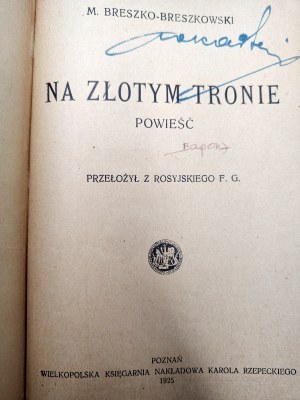 M. BRESZKO-BRESZKOWSKI
NA ZŁOTYM TRONIE
POWIEŚĆ
PRZEŁOŻYŁ Z ROSYJSKIEGO F. G.
POZNAŃ
WIELKOPOLSKA KSIĘGARNIA NAKŁADOWA KAROLA RZEPECKIEGO
1925